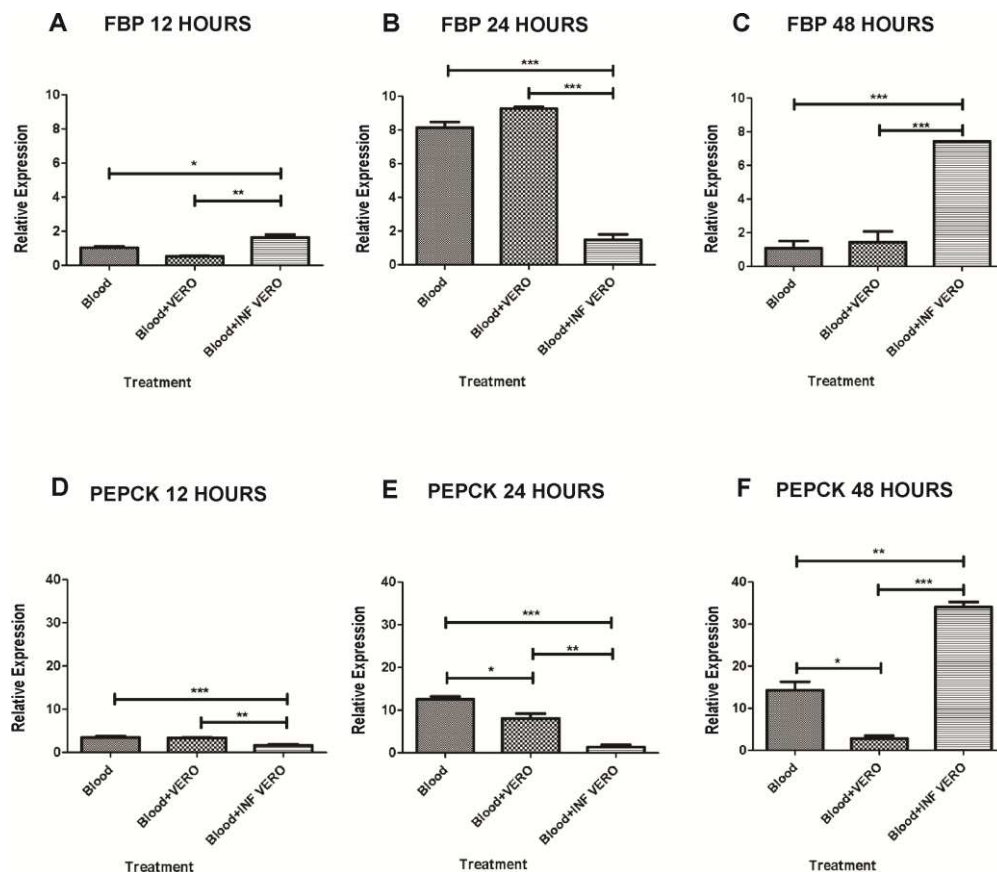 A FBP 12 HOURS
Relative Expression
10
8
6
4
2
0
*
**
Blood
Blood+VERO
Blood+INF VERO
Treatment
B FBP 24 HOURS
Relative Expression
10
8
6
4
2
0
***
***
Blood
Blood+VERO
Blood+INF VERO
Treatment
C FBP 48 HOURS
Relative Expression
10
8
6
4
2
0
***
***
Blood
Blood+VERO
Blood+INF VERO
Treatment
D PEPCK 12 HOURS
Relative Expression
40
30
20
10
0
***
**
Blood
Blood+VERO
Blood+INF VERO
Treatment
E PEPCK 24 HOURS
Relative Expression
40
30
20
10
0
***
**
*
Blood
Blood+VERO
Blood+INF VERO
Treatment
F PEPCK 48 HOURS
Relative Expression
40
30
20
10
0
**
***
*
Blood
Blood+VERO
Blood+INF VERO
Treatment